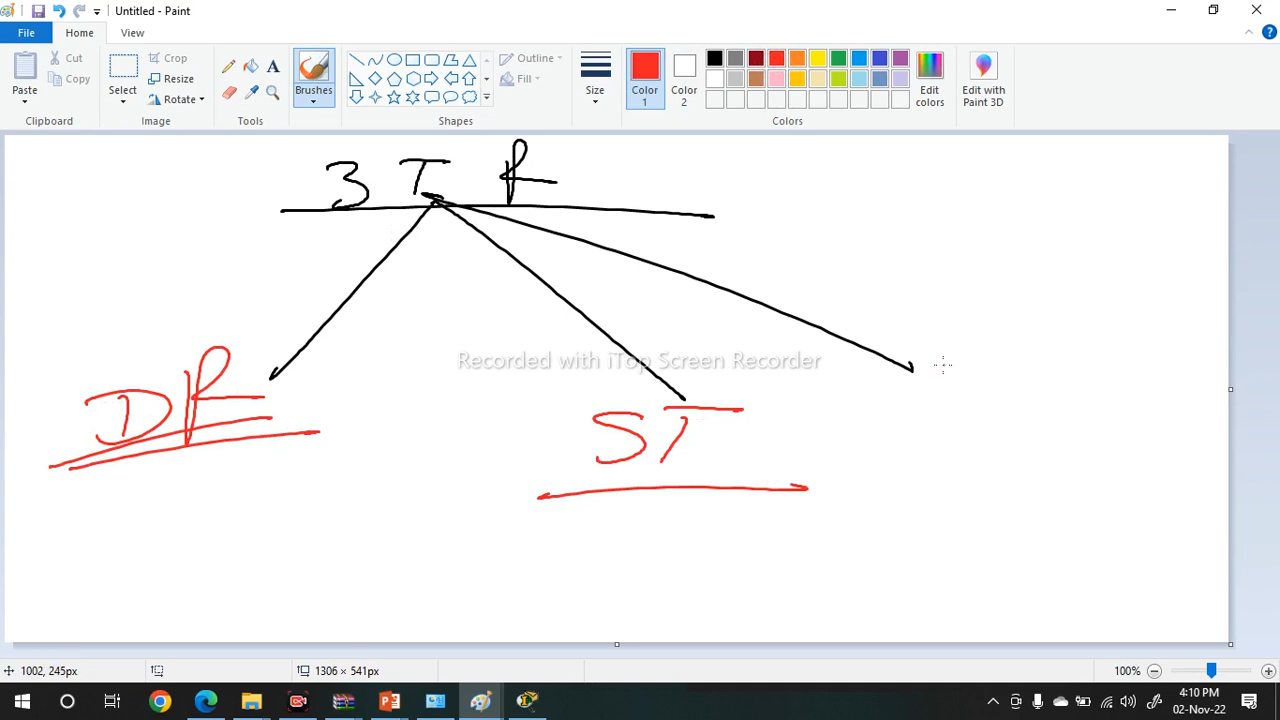 Untitled - Paint
File
Home
View
Paste
Cut
Copy
Clipboard
Select
Crop
Resize
Rotate
Image
Tools
Brushes
Shapes
Outline
Fill
Size
Color 1
Color 2
Edit colors
Colors
Edit with Paint 3D
3 T
Recorded with iTop Screen Recorder
D
ST
1002, 245px
1306 × 541px
100%
4:10 PM
02-Nov-22